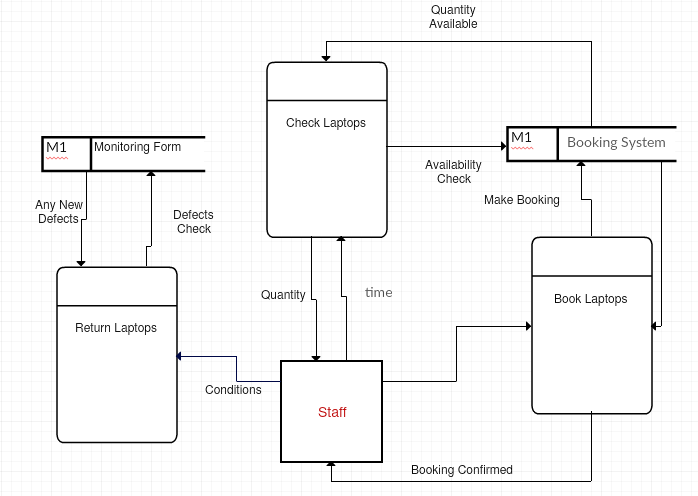 Quantity
Available
Check Laptops
M1
Monitoring Form
M1
Booking System
Availability
Check
Any New
Defects
Defects
Check
Make Booking
Quantity
time
Return Laptops
Book Laptops
Conditions
Staff
Booking Confirmed